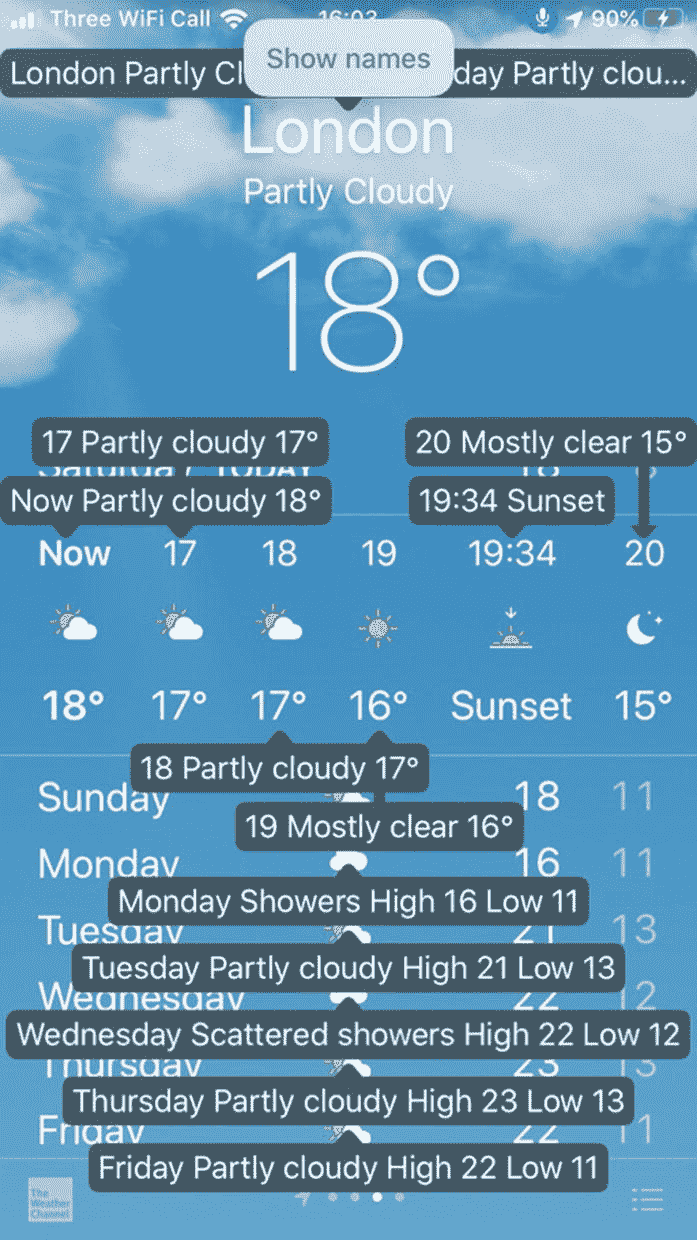 Three WiFi Call 16:03 90%
Show names
London Partly Cl day Partly clou...
London
Partly Cloudy
18°
17 Partly cloudy 17° 20 Mostly clear 15°
Saturday TODAY 18
Now Partly cloudy 18° 19:34 Sunset
Now 17 18 19 19:34 20
18° 17° 17° 16° Sunset 15°
18 Partly cloudy 17°
Sunday 18 11
19 Mostly clear 16°
Monday 16 11
Monday Showers High 16 Low 11
Tuesday 21 13
Tuesday Partly cloudy High 21 Low 13
Wednesday 22 12
Wednesday Scattered showers High 22 Low 12
Thursday 23 13
Thursday Partly cloudy High 23 Low 13
Friday 22 11
Friday Partly cloudy High 22 Low 11
The
Weather
Channel